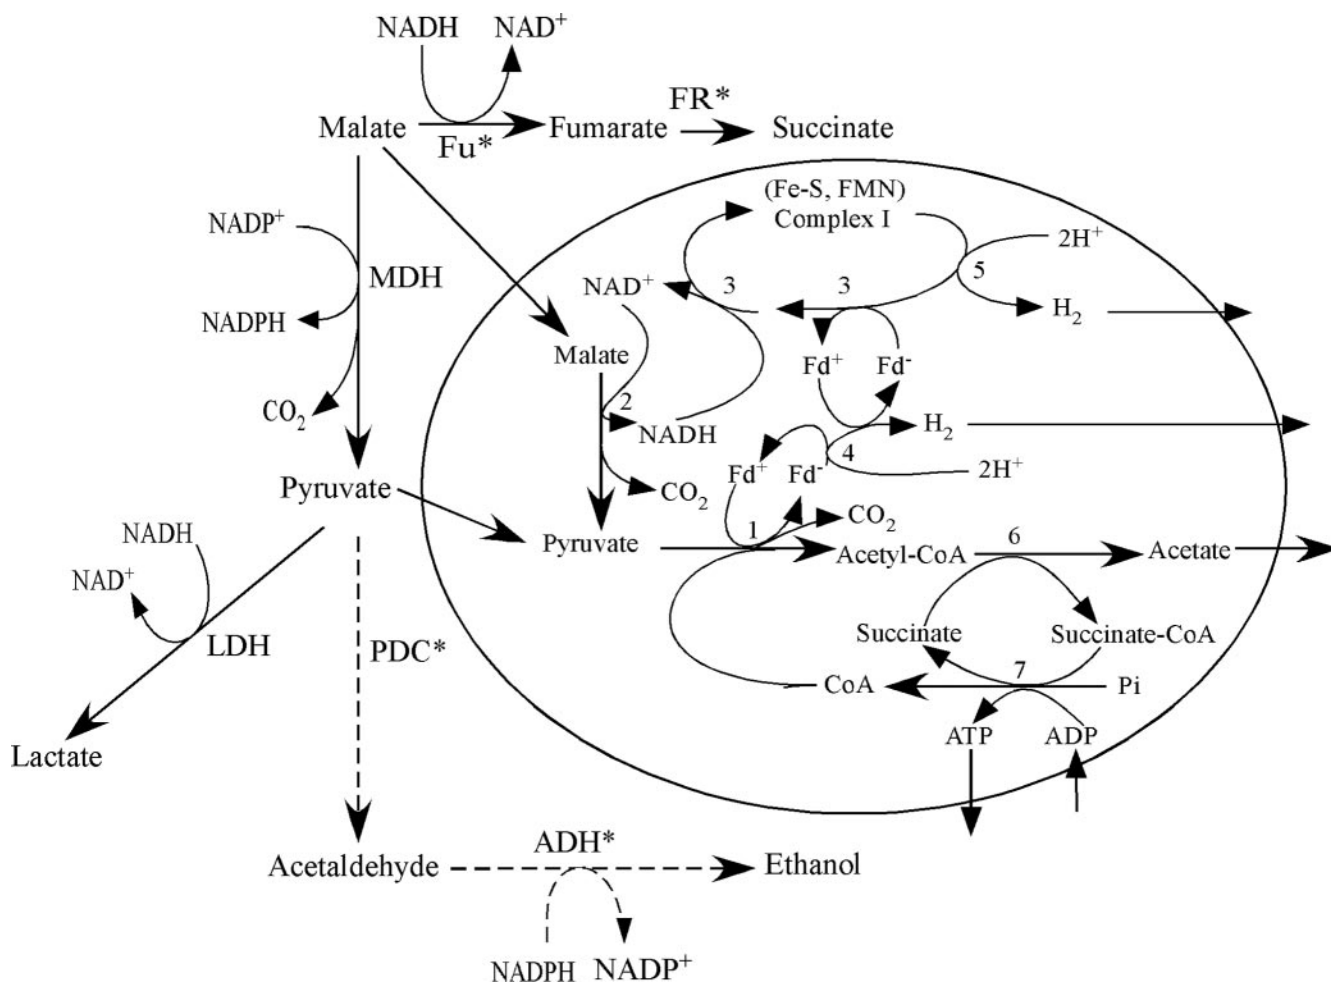 NADH NAD⁺
FR*
Malate Fumarate Succinate
Fu*
(Fe-S, FMN)
Complex I
NADP⁺
2H⁺
MDH
5
NAD⁺ 3 3
NADPH
H₂
Malate
Fd⁺ Fd⁻
CO₂
2
NADH
H₂
4
Fd⁺ Fd⁻ 2H⁺
Pyruvate
CO₂
CO₂
NADH
1
Pyruvate Acetyl-CoA 6 Acetate
NAD⁺
LDH
PDC*
Succinate Succinate-CoA
7
CoA Pi
ATP ADP
Lactate
ADH*
Acetaldehyde Ethanol
NADPH NADP⁺